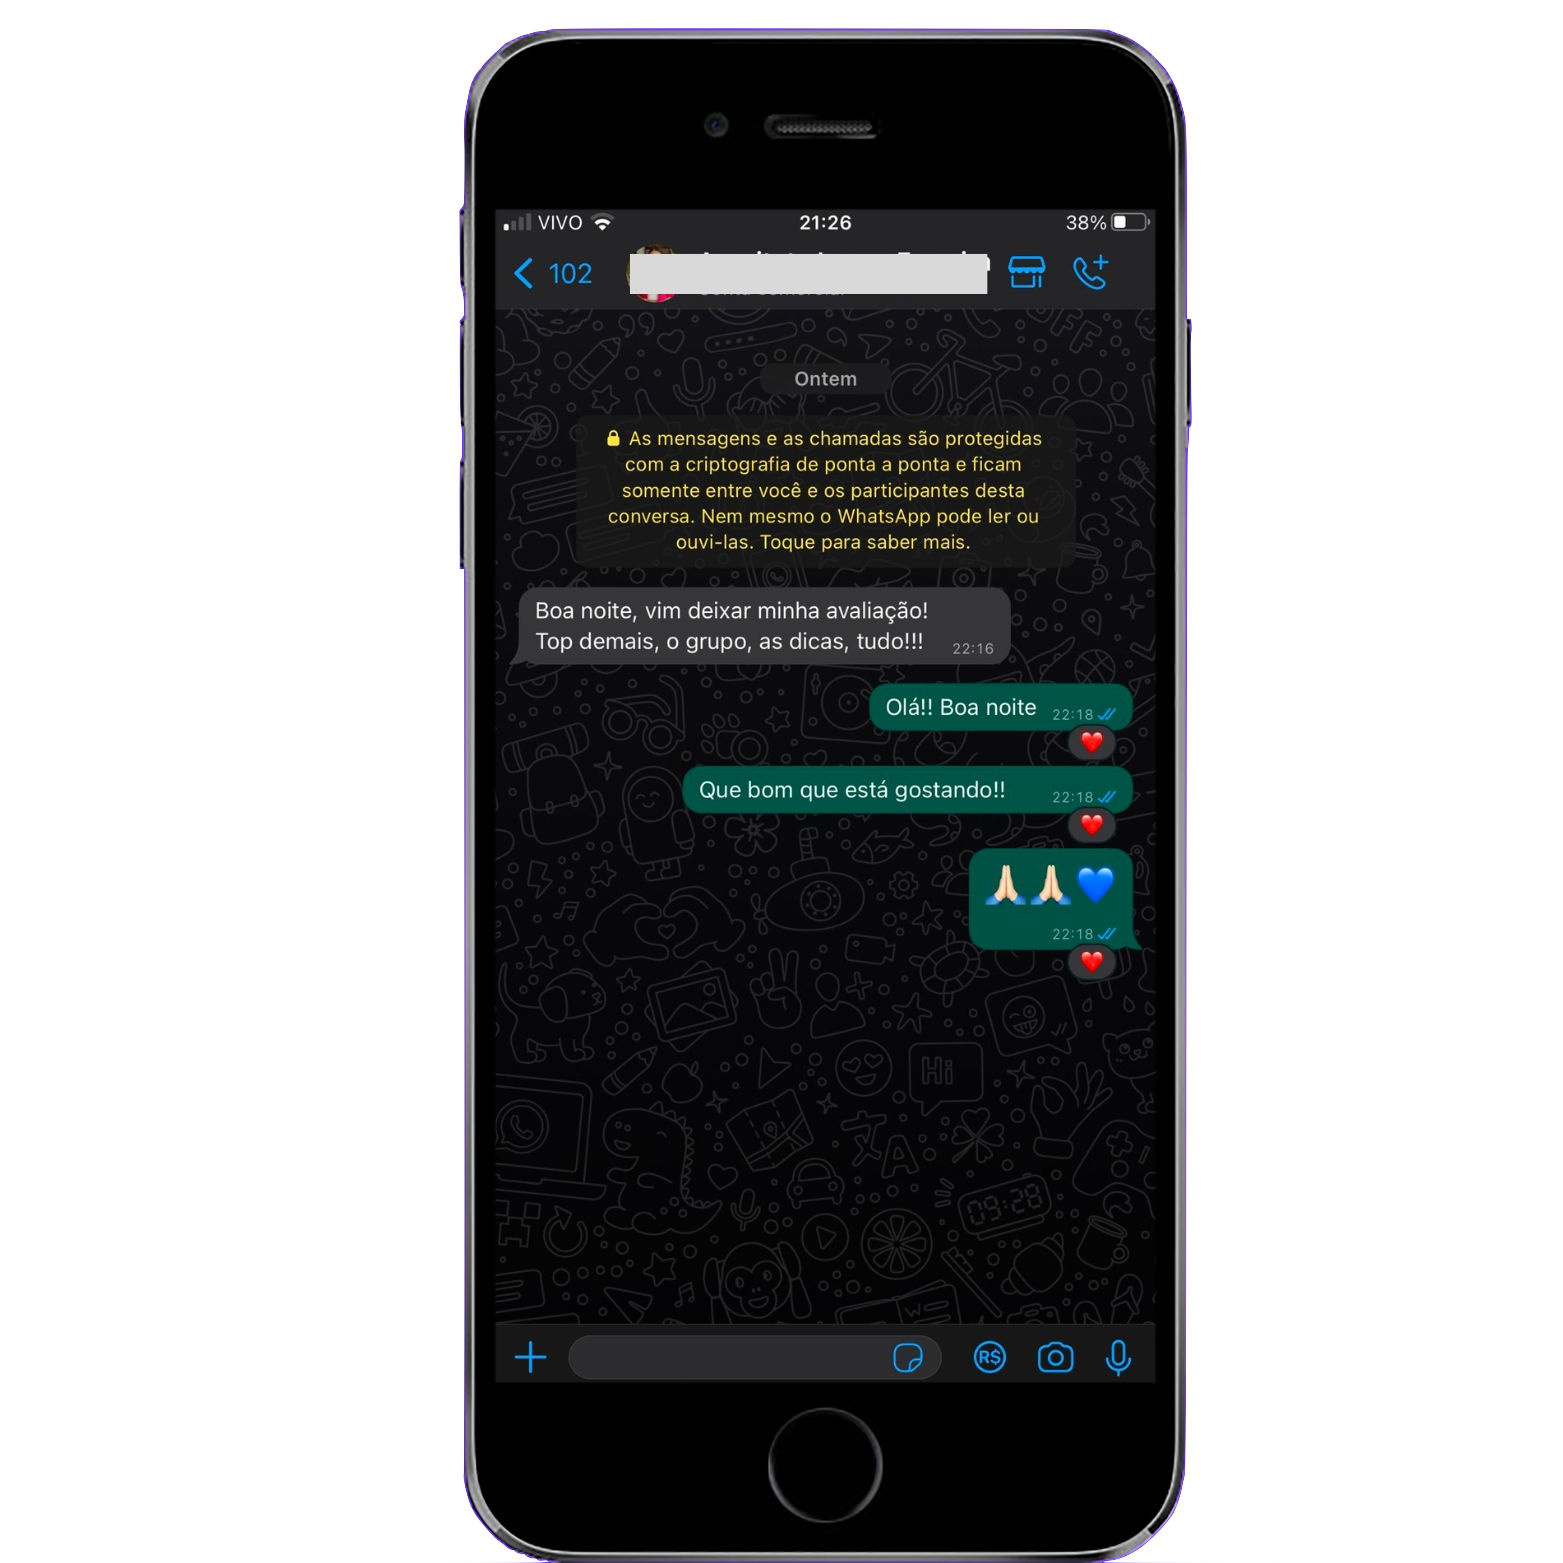 VIVO 21:26 38%
102
Ontem
🔒 As mensagens e as chamadas são protegidas
com a criptografia de ponta a ponta e ficam
somente entre você e os participantes desta
conversa. Nem mesmo o WhatsApp pode ler ou
ouvi-las. Toque para saber mais.
Boa noite, vim deixar minha avaliação!
Top demais, o grupo, as dicas, tudo!!! 22:16
Olá!! Boa noite 22:18
❤️
Que bom que está gostando!! 22:18
❤️
🙏🏻🙏🏻💙
22:18
❤️
Hi
09:28
R$